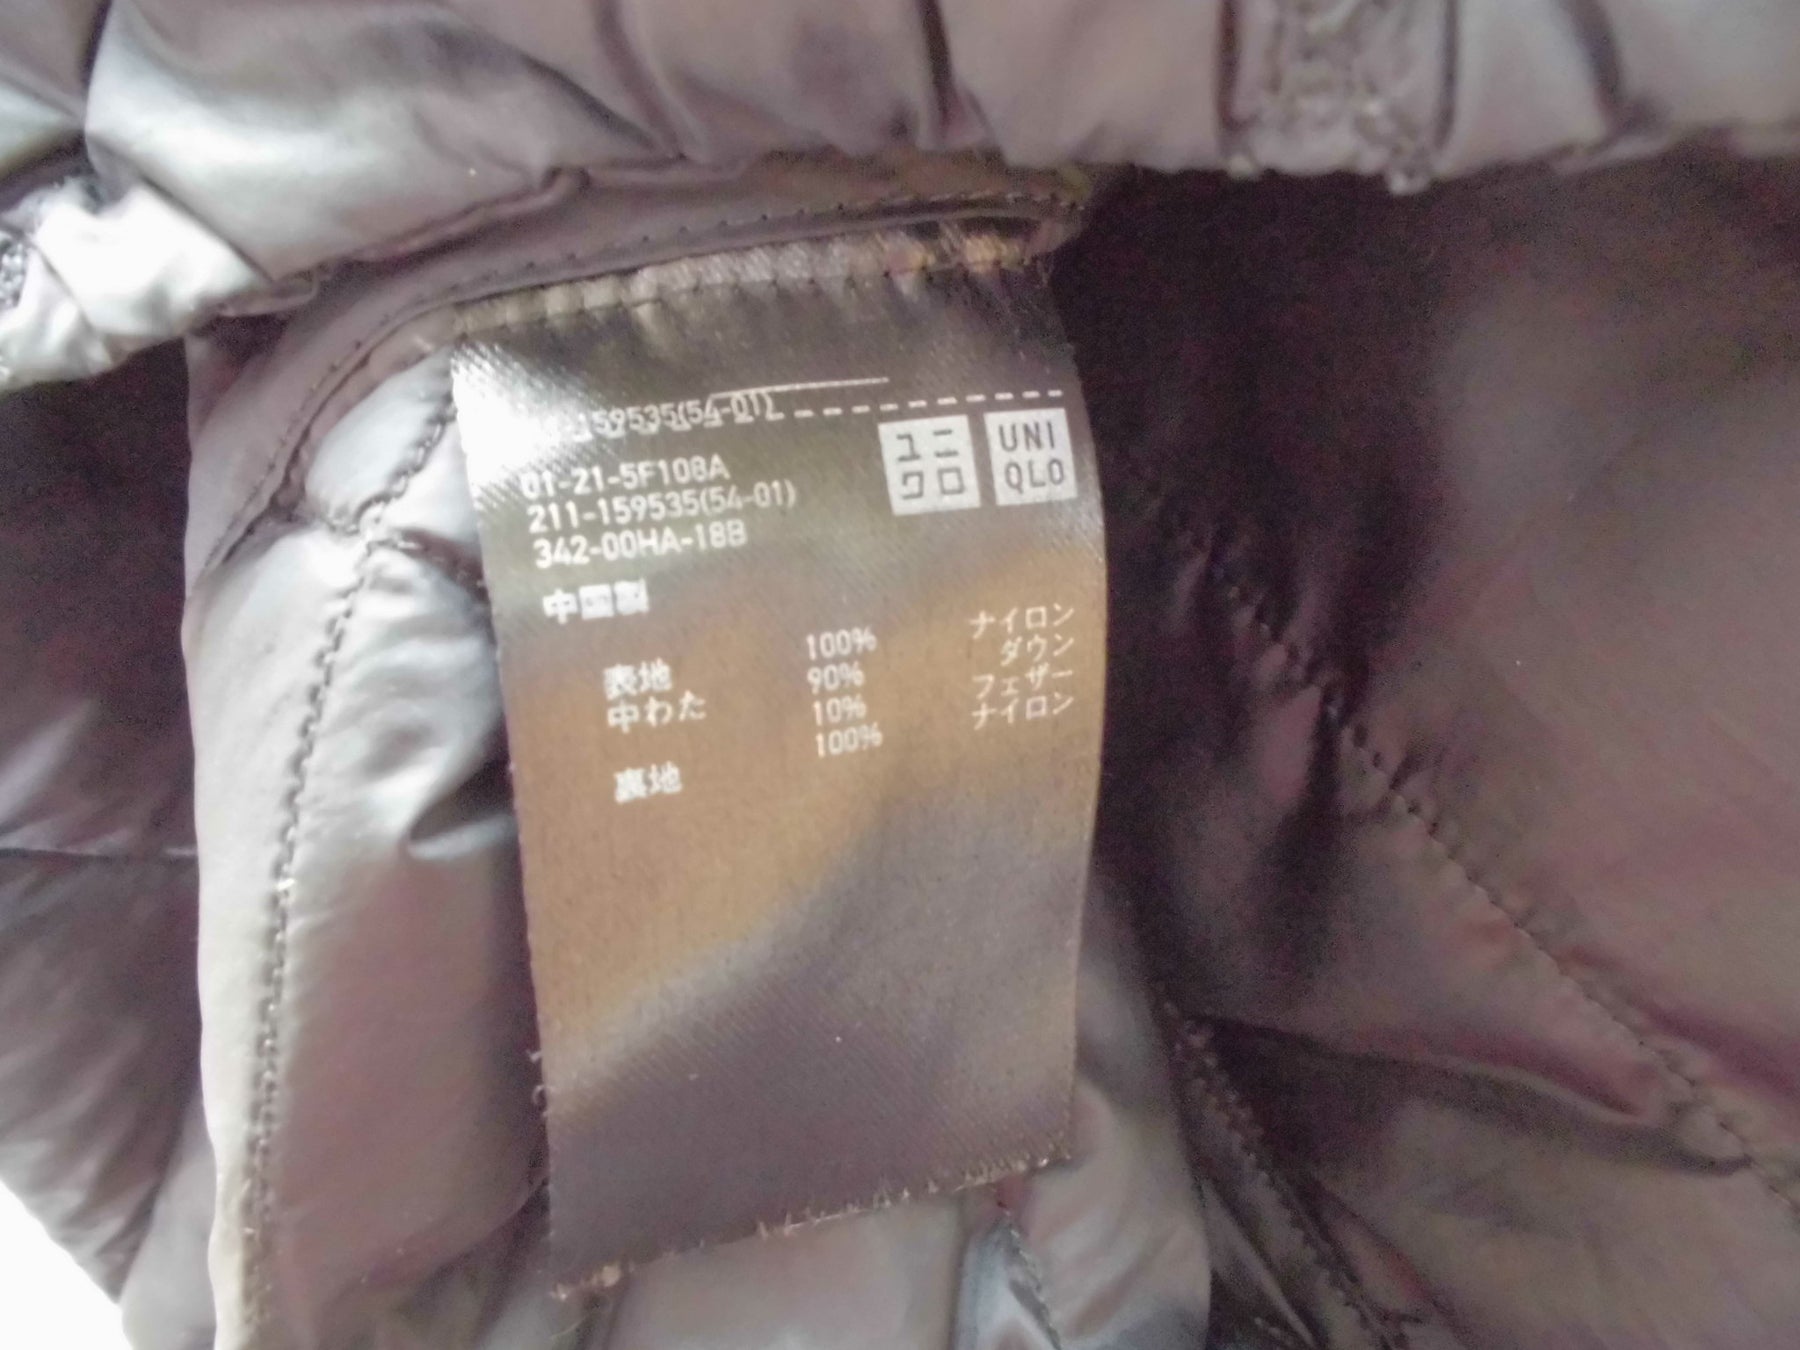 159535(54-01)
ユニクロ
UNIQLO
01-21-5F108A
211-159535(54-01)
342-00HA-18B
中国製
表地 100% ナイロン
中わた 90% ダウン
10% フェザー
裏地 100% ナイロン